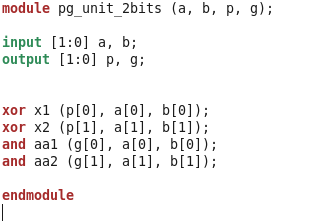 module pg_unit_2bits (a, b, p, g);
input [1:0] a, b;
output [1:0] p, g;
xor x1 (p[0], a[0], b[0]);
xor x2 (p[1], a[1], b[1]);
and aa1 (g[0], a[0], b[0]);
and aa2 (g[1], a[1], b[1]);
endmodule